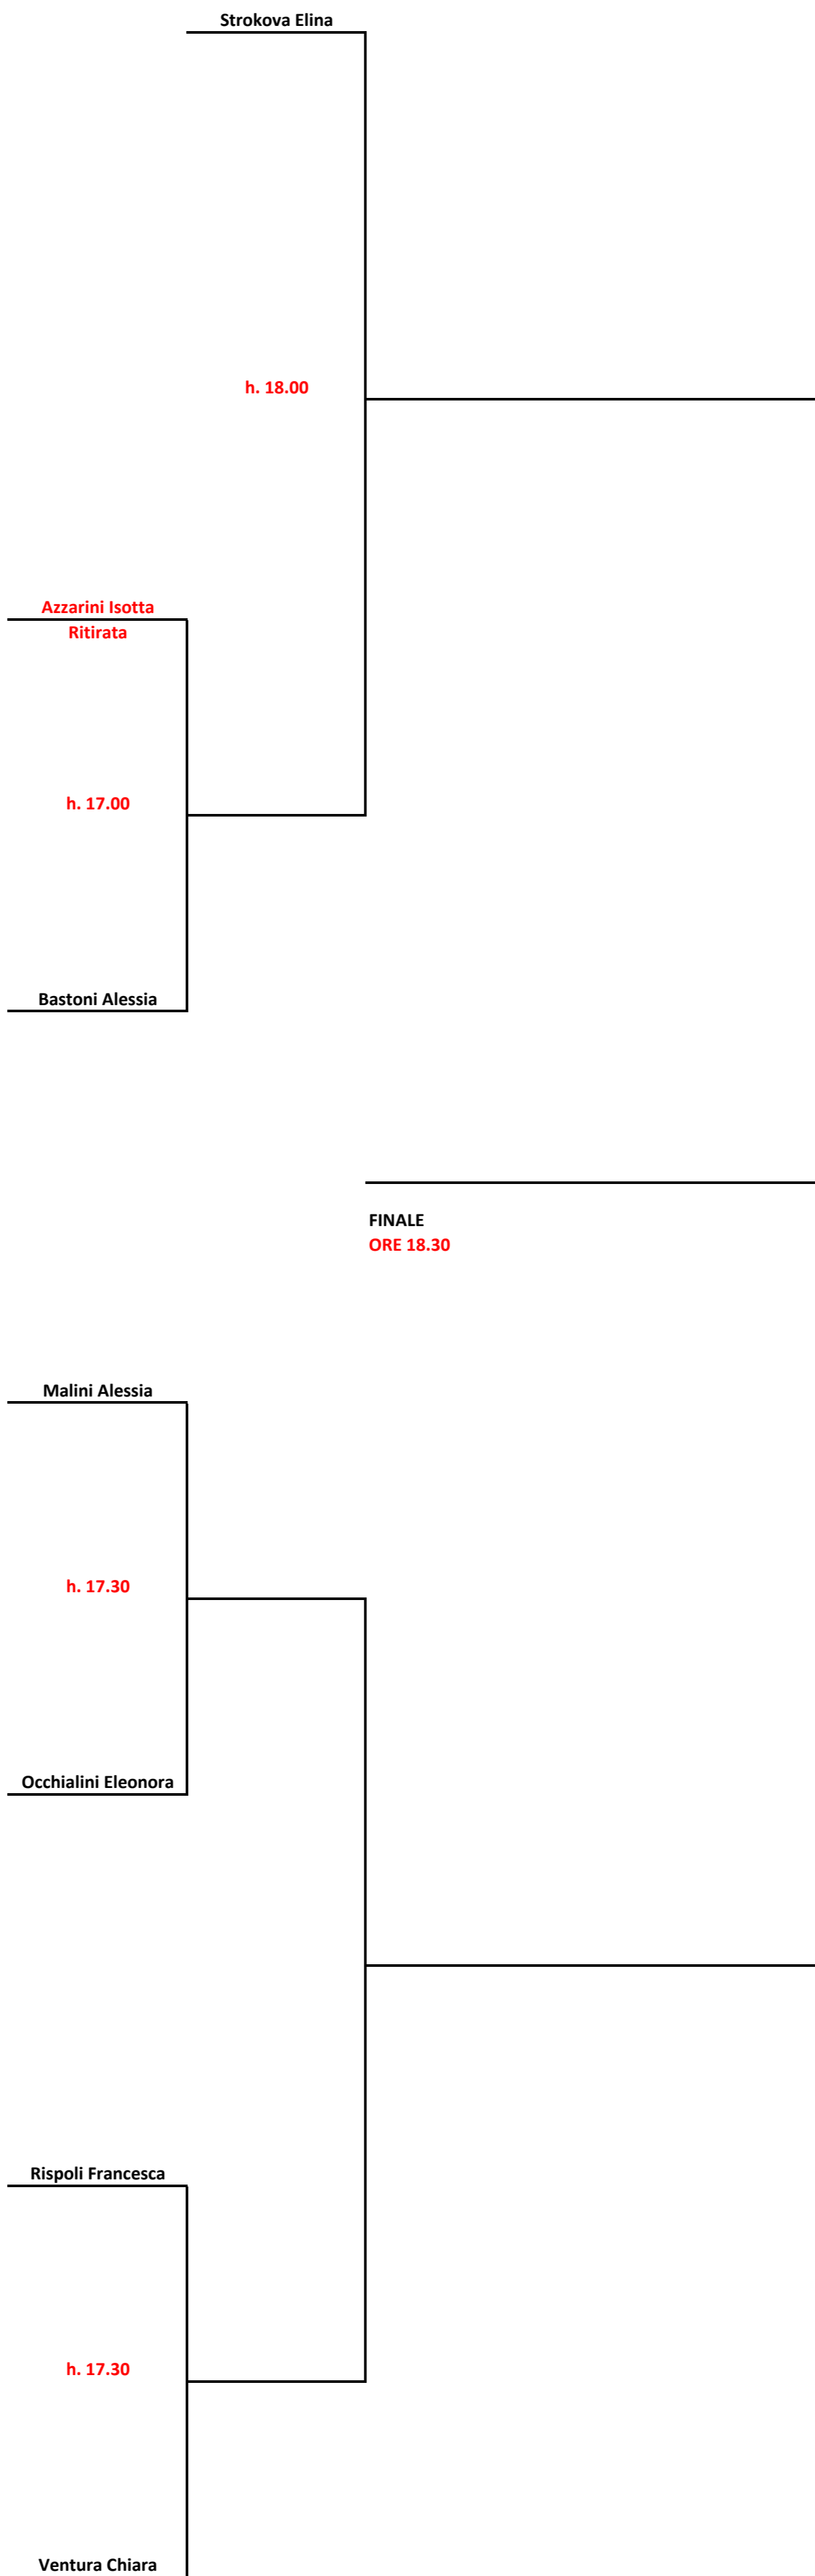 Strokova Elina
h. 18.00
Azzarini Isotta
Ritirata
h. 17.00
Bastoni Alessia
FINALE
ORE 18.30
Malini Alessia
h. 17.30
Occhialini Eleonora
Rispoli Francesca
h. 17.30
Ventura Chiara